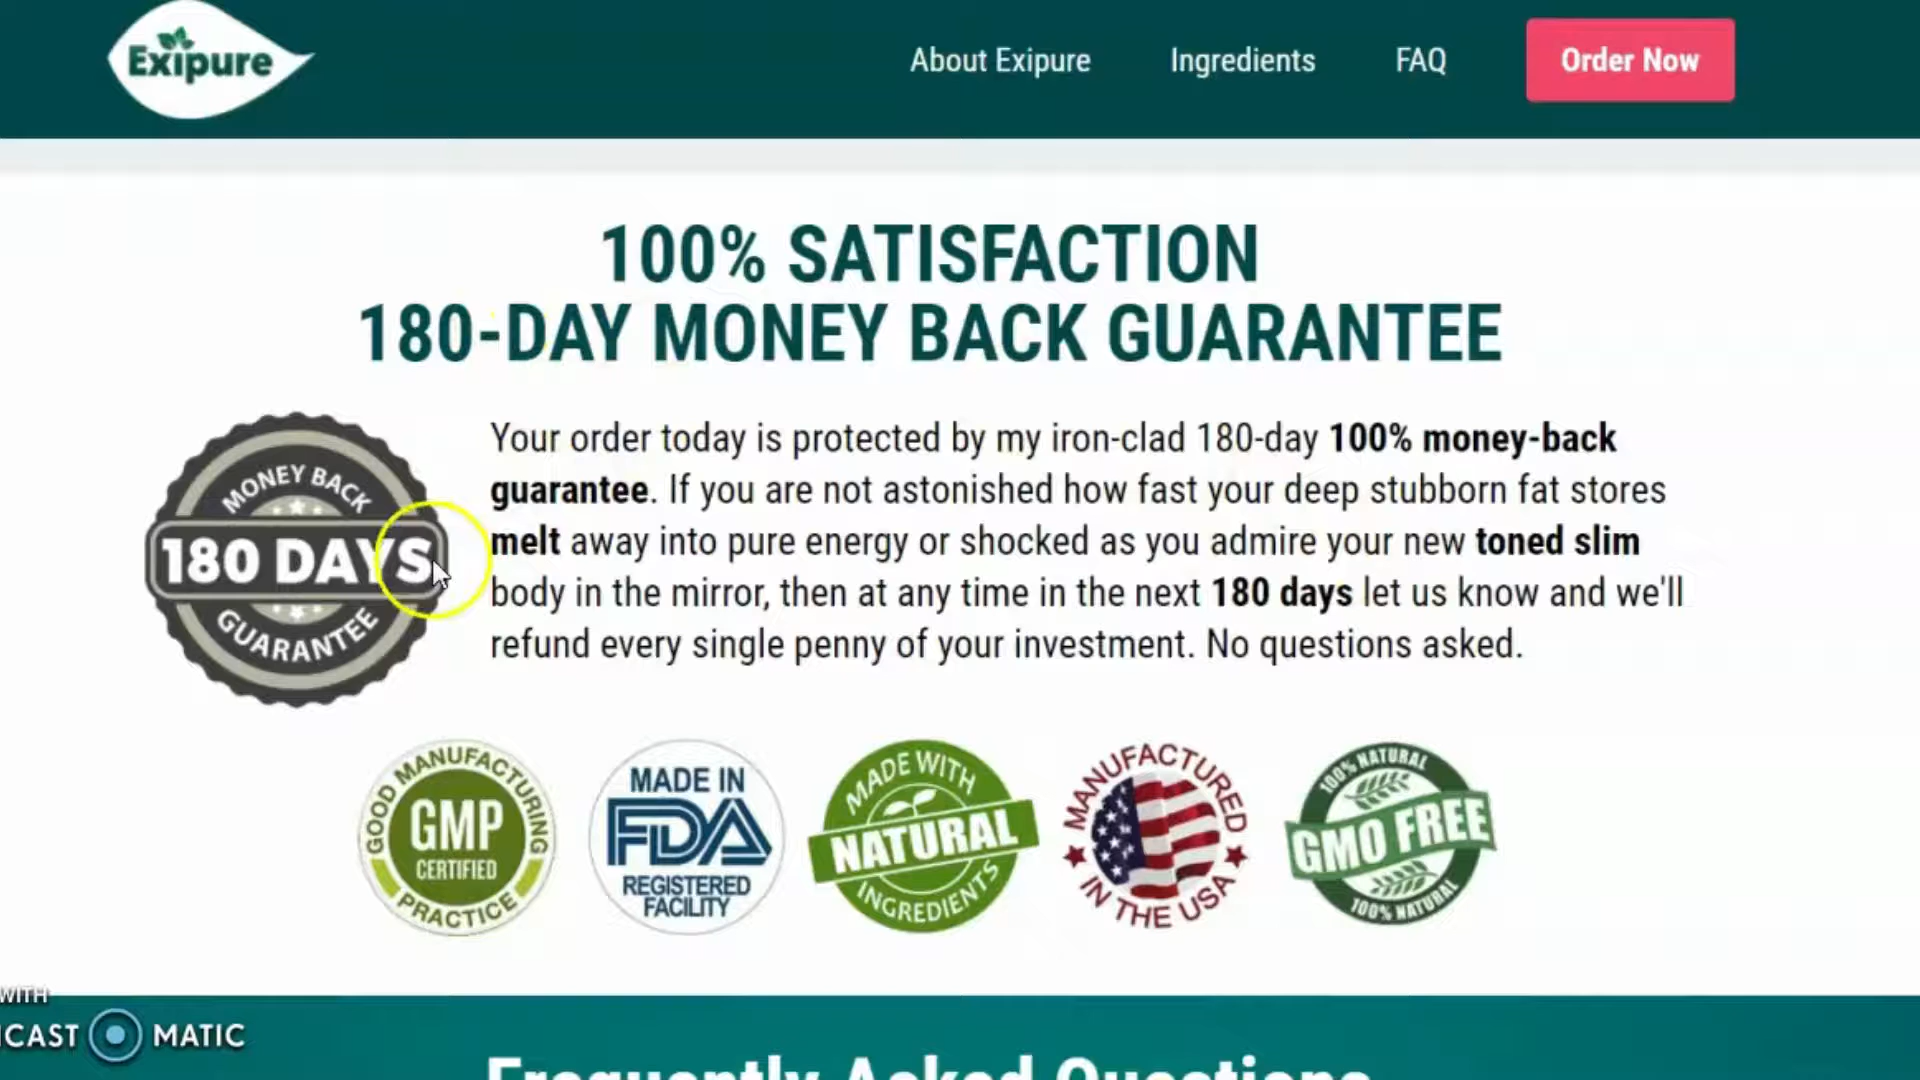 Exipure
About Exipure
Ingredients
FAQ
Order Now
100% SATISFACTION
180-DAY MONEY BACK GUARANTEE
MONEY BACK
180 DAYS
GUARANTEE
Your order today is protected by my iron-clad 180-day 100% money-back
guarantee. If you are not astonished how fast your deep stubborn fat stores
melt away into pure energy or shocked as you admire your new toned slim
body in the mirror, then at any time in the next 180 days let us know and we'll
refund every single penny of your investment. No questions asked.
GOOD MANUFACTURING
GMP
CERTIFIED
PRACTICE
MADE IN
FDA
REGISTERED
FACILITY
MADE WITH
NATURAL
INGREDIENTS
MANUFACTURED
IN THE USA
100% NATURAL
GMO FREE
100% NATURAL
WITH
CAST MATIC
Frequently Asked Questions